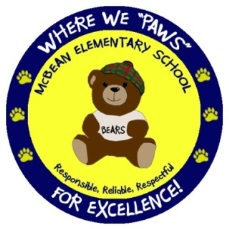 WHERE WE "PAWS"
McBEAN ELEMENTARY SCHOOL
BEARS
Responsible, Reliable, Respectful
FOR EXCELLENCE!